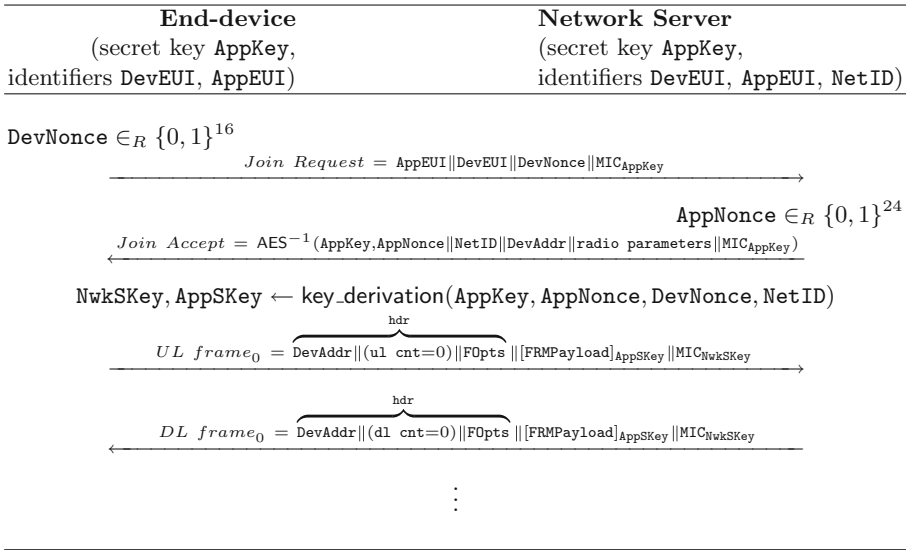 End-device Network Server
(secret key AppKey, (secret key AppKey,
identifiers DevEUI, AppEUI) identifiers DevEUI, AppEUI, NetID)
DevNonce ∈R {0, 1}^16
Join Request = AppEUI‖DevEUI‖DevNonce‖MIC_AppKey
AppNonce ∈R {0, 1}^24
Join Accept = AES^−1(AppKey,AppNonce‖NetID‖DevAddr‖radio parameters‖MIC_AppKey)
NwkSKey, AppSKey ← key_derivation(AppKey, AppNonce, DevNonce, NetID)
hdr
UL frame_0 = DevAddr‖(ul cnt=0)‖FOpts‖[FRMPayload]_AppSKey‖MIC_NwkSKey
hdr
DL frame_0 = DevAddr‖(dl cnt=0)‖FOpts‖[FRMPayload]_AppSKey‖MIC_NwkSKey
⋮